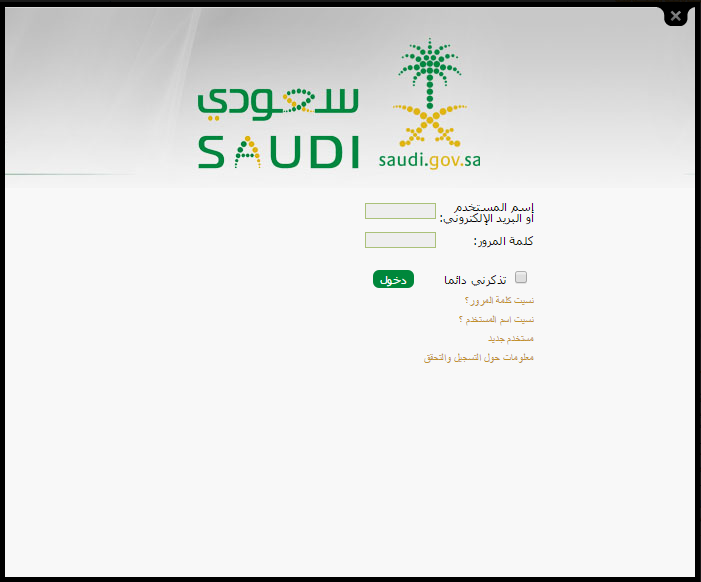 سعودي
SAUDI
saudi.gov.sa
إسم المستخدم
أو البريد الإلكتروني:
كلمة المرور:
تذكرني دائما
دخول
نسيت كلمة المرور؟
نسيت اسم المستخدم ؟
مستخدم جديد
معلومات حول التسجيل والتحقق